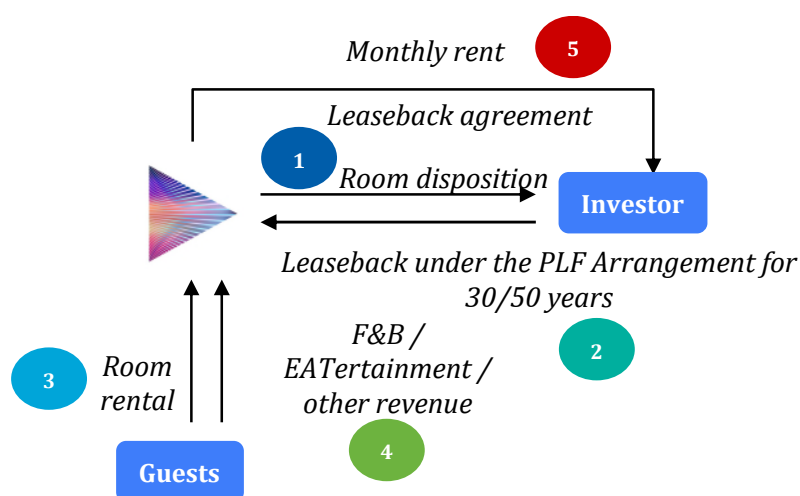 Monthly rent
5
Leaseback agreement
1
Room disposition
Investor
Leaseback under the PLF Arrangement for
30/50 years
2
F&B /
EATertainment /
other revenue
3
Room
rental
4
Guests